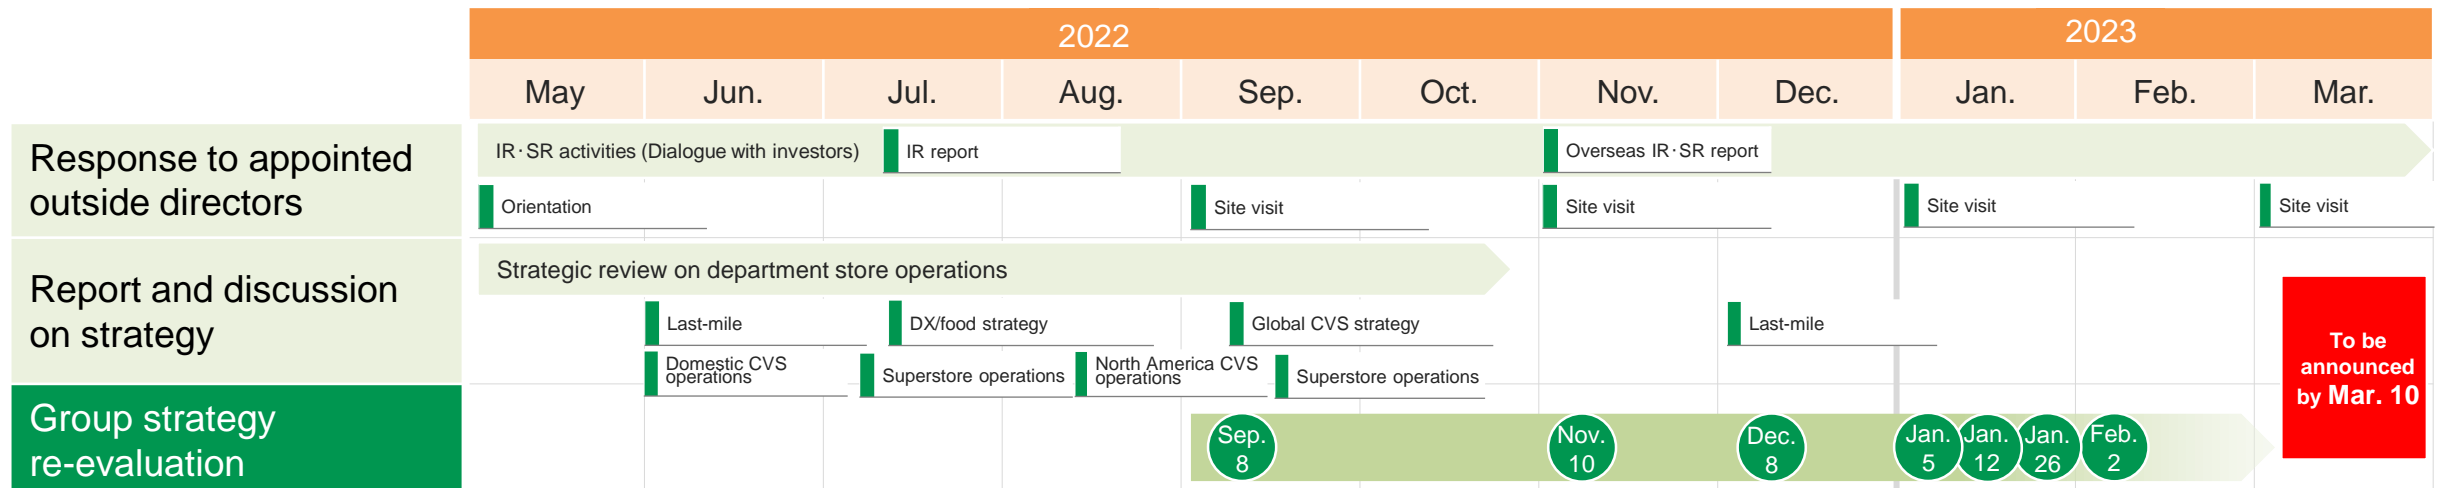 2022
2023
May
Jun.
Jul.
Aug.
Sep.
Oct.
Nov.
Dec.
Jan.
Feb.
Mar.
Response to appointed
outside directors
IR･SR activities (Dialogue with investors)
IR report
Overseas IR･SR report
Orientation
Site visit
Site visit
Site visit
Site visit
Report and discussion
on strategy
Strategic review on department store operations
Last-mile
DX/food strategy
Global CVS strategy
Last-mile
Domestic CVS
operations
Superstore operations
North America CVS
operations
Superstore operations
To be
announced
by Mar. 10
Group strategy
re-evaluation
Sep.
8
Nov.
10
Dec.
8
Jan.
5
Jan.
12
Jan.
26
Feb.
2